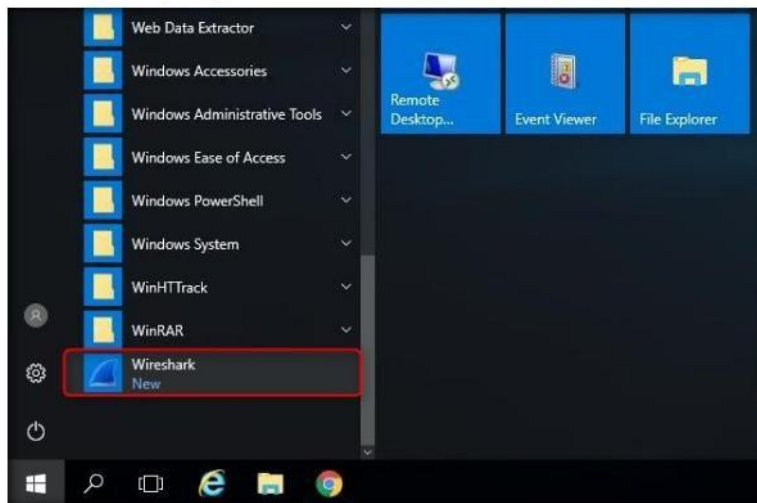 Web Data Extractor
Windows Accessories
Windows Administrative Tools
Windows Ease of Access
Windows PowerShell
Windows System
WinHTTrack
WinRAR
Wireshark
New
Remote
Desktop...
Event Viewer
File Explorer